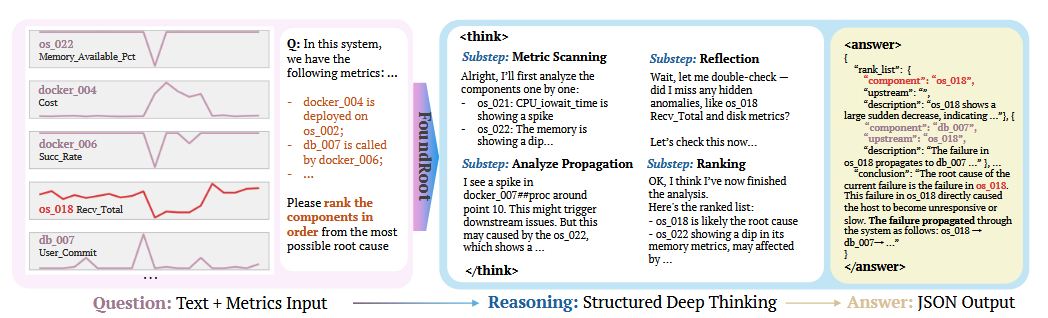 os_022
Memory_Available_Pct
docker_004
Cost
docker_006
Succ_Rate
os_018 Recv_Total
db_007
User_Commit
...
Q: In this system,
we have the
following metrics: ...
- docker_004 is
deployed on
os_002;
- db_007 is called
by docker_006;
- ...
Please rank the
components in
order from the most
possible root cause
FoundRoot
<think>
Substep: Metric Scanning
Alright, I’ll first analyze the
components one by one:
- os_021: CPU_iowait_time is
showing a spike
- os_022: The memory is
showing a dip...
Substep: Analyze Propagation
I see a spike in
docker_007##proc around
point 10. This might trigger
downstream issues. But this
may caused by the os_022,
which shows a ...
</think>
Substep: Reflection
Wait, let me double-check —
did I miss any hidden
anomalies, like os_018
Recv_Total and disk metrics?
Let’s check this now...
Substep: Ranking
OK, I think I’ve now finished
the analysis.
Here’s the ranked list:
- os_018 is likely the root cause
- os_022 showing a dip in its
memory metrics, may affected
by ...
<answer>
{
“rank_list”: {
“component”: “os_018”,
“upstream”: “”,
“description”: “os_018 shows a
large sudden decrease, indicating ...”}, {
“component”: “db_007”,
“upstream”: “os_018”,
“description”: “The failure in
os_018 propagates to db_007 ...” }, ...
“conclusion”: “The root cause of the
current failure is the failure in os_018.
This failure in os_018 directly caused
the host to become unresponsive or
slow. The failure propagated through
the system as follows: os_018 →
db_007→ ...”
}
</answer>
Question: Text + Metrics Input
Reasoning: Structured Deep Thinking
Answer: JSON Output